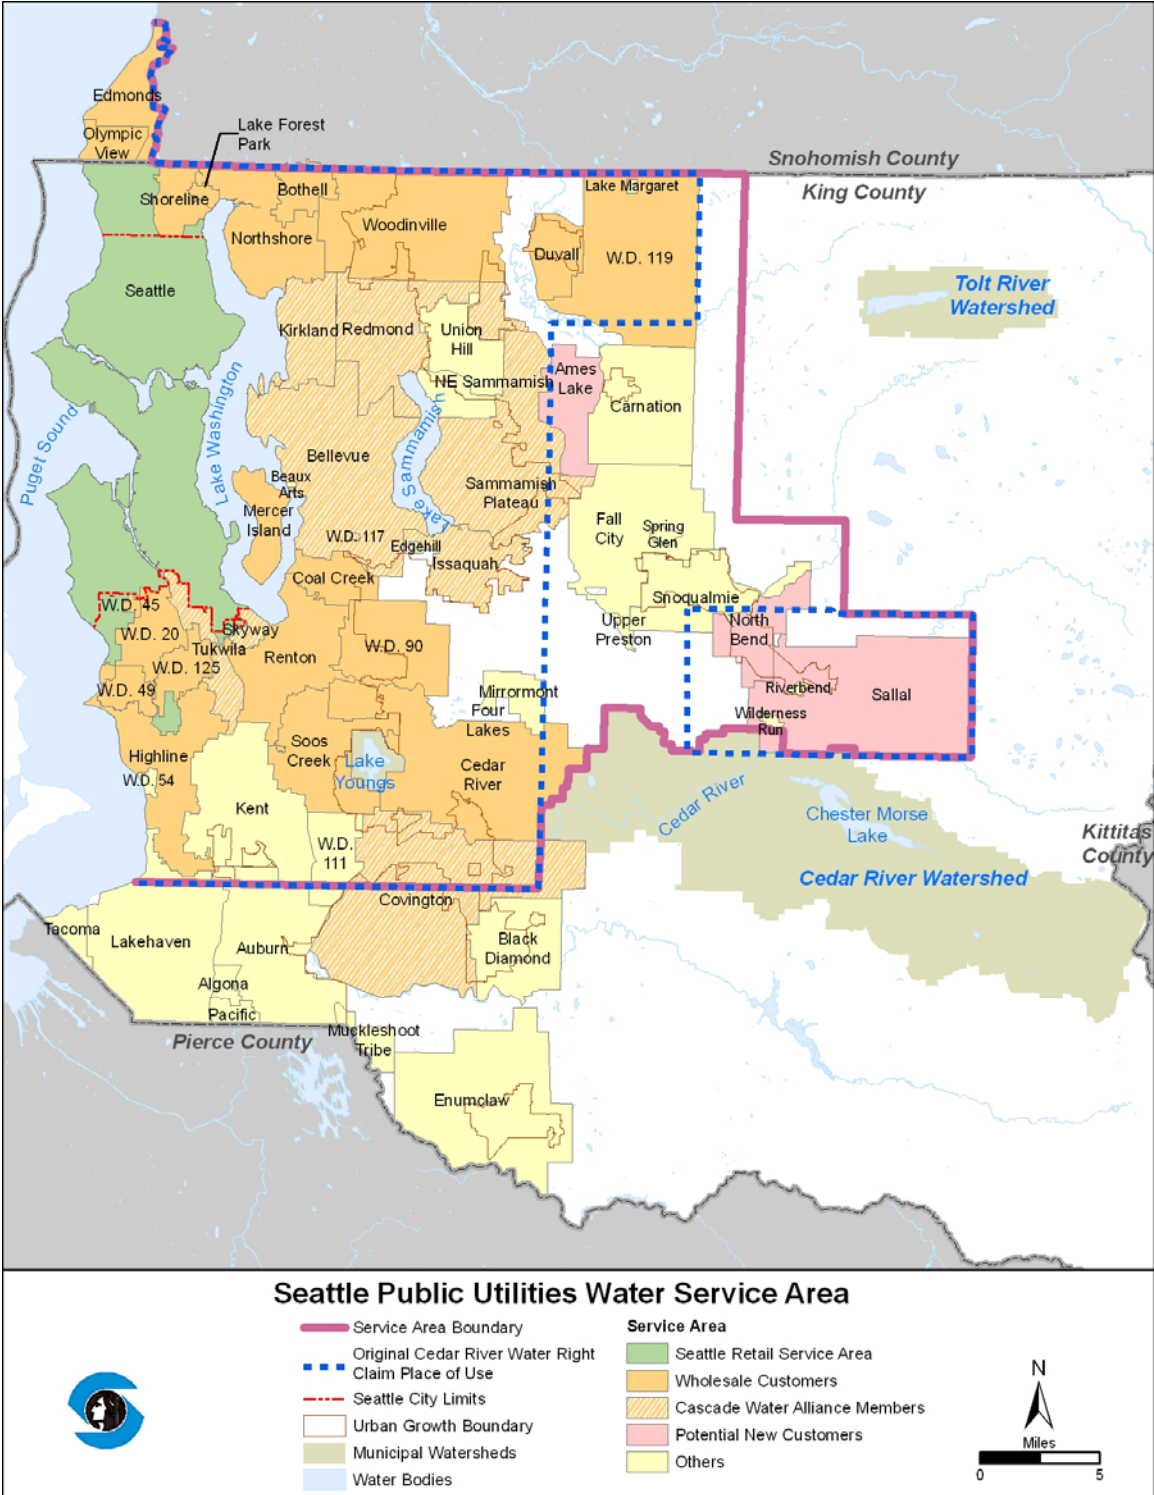 Edmonds
Olympic
View
Lake Forest
Park
Snohomish County
King County
Shoreline
Bothell
Lake Margaret
Northshore
Woodinville
Duvall
W.D. 119
Tolt River
Watershed
Seattle
Kirkland
Redmond
Union
Hill
Ames
Lake
NE Sammamish
Carnation
Puget Sound
Lake Washington
Lake Sammamish
Bellevue
Beaux
Arts
Mercer
Island
Sammamish
Plateau
W.D. 117
Edgehill
Issaquah
Fall
City
Spring
Glen
Coal Creek
Snoqualmie
W.D. 45
W.D. 20
Skyway
Tukwila
Renton
W.D. 90
Upper
Preston
North
Bend
W.D. 125
W.D. 49
Mirrormont
Four
Lakes
Riverbend
Sallal
Wilderness
Run
Highline
W.D. 54
Soos
Creek
Lake
Youngs
Cedar
River
Kent
W.D.
111
Cedar River
Chester Morse
Lake
Kittitas
County
Cedar River Watershed
Covington
Tacoma
Lakehaven
Auburn
Black
Diamond
Algona
Pacific
Pierce County
Muckleshoot
Tribe
Enumclaw
Seattle Public Utilities Water Service Area
Service Area Boundary
Original Cedar River Water Right
Claim Place of Use
Seattle City Limits
Urban Growth Boundary
Municipal Watersheds
Water Bodies
Service Area
Seattle Retail Service Area
Wholesale Customers
Cascade Water Alliance Members
Potential New Customers
Others
N
Miles
0 5